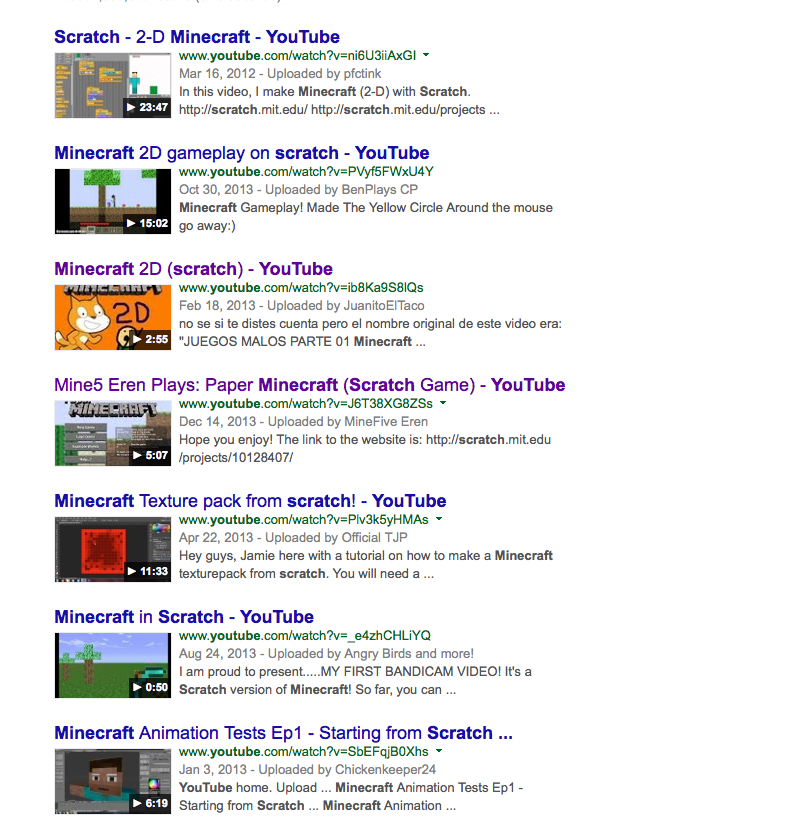 Scratch - 2-D Minecraft - YouTube
www.youtube.com/watch?v=ni6U3iiAxGI
Mar 16, 2012 - Uploaded by pfctink
In this video, I make Minecraft (2-D) with Scratch.
23:47
http://scratch.mit.edu/ http://scratch.mit.edu/projects ...
Minecraft 2D gameplay on scratch - YouTube
www.youtube.com/watch?v=PVyf5FWxU4Y
Oct 30, 2013 - Uploaded by BenPlays CP
Minecraft Gameplay! Made The Yellow Circle Around the mouse
15:02
go away:)
Minecraft 2D (scratch) - YouTube
www.youtube.com/watch?v=ib8Ka9S8lQs
MINECRAFT
2D
Feb 18, 2013 - Uploaded by JuanitoElTaco
no se si te distes cuenta pero el nombre original de este video era:
2:55
"JUEGOS MALOS PARTE 01 Minecraft ...
Mine5 Eren Plays: Paper Minecraft (Scratch Game) - YouTube
www.youtube.com/watch?v=J6T38XG8ZSs
MINECRAFT
Dec 14, 2013 - Uploaded by MineFive Eren
Hope you enjoy! The link to the website is: http://scratch.mit.edu
5:07
/projects/10128407/
Minecraft Texture pack from scratch! - YouTube
www.youtube.com/watch?v=Plv3k5yHMAs
Apr 22, 2013 - Uploaded by Official TJP
Hey guys, Jamie here with a tutorial on how to make a Minecraft
11:33
texturepack from scratch. You will need a ...
Minecraft in Scratch - YouTube
www.youtube.com/watch?v=_e4zhCHLiYQ
Aug 24, 2013 - Uploaded by Angry Birds and more!
I am proud to present.....MY FIRST BANDICAM VIDEO! It's a
0:50
Scratch version of Minecraft! So far, you can ...
Minecraft Animation Tests Ep1 - Starting from Scratch ...
www.youtube.com/watch?v=SbEFqjB0Xhs
Jan 3, 2013 - Uploaded by Chickenkeeper24
YouTube home. Upload ... Minecraft Animation Tests Ep1 -
6:19
Starting from Scratch ... Minecraft Animation ...